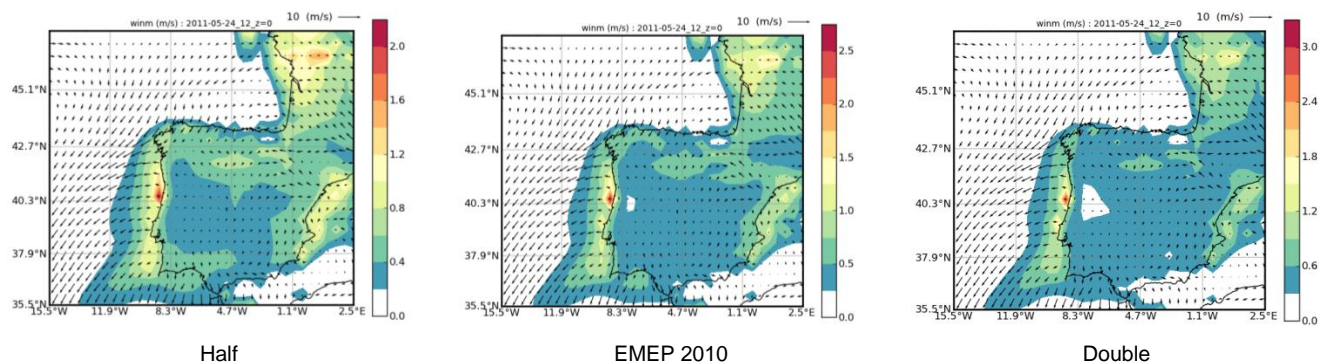 10 (m/s)
winm (m/s) : 2011-05-24_12_z=0
45.1°N
42.7°N
40.3°N
37.9°N
35.5°N
15.5°W 11.9°W 8.3°W 4.7°W 1.1°W 2.5°E
2.0
1.6
1.2
0.8
0.4
0.0
Half
10 (m/s)
winm (m/s) : 2011-05-24_12_z=0
45.1°N
42.7°N
40.3°N
37.9°N
35.5°N
15.5°W 11.9°W 8.3°W 4.7°W 1.1°W 2.5°E
2.5
2.0
1.5
1.0
0.5
0.0
EMEP 2010
10 (m/s)
winm (m/s) : 2011-05-24_12_z=0
45.1°N
42.7°N
40.3°N
37.9°N
35.5°N
15.5°W 11.9°W 8.3°W 4.7°W 1.1°W 2.5°E
3.0
2.4
1.8
1.2
0.6
0.0
Double